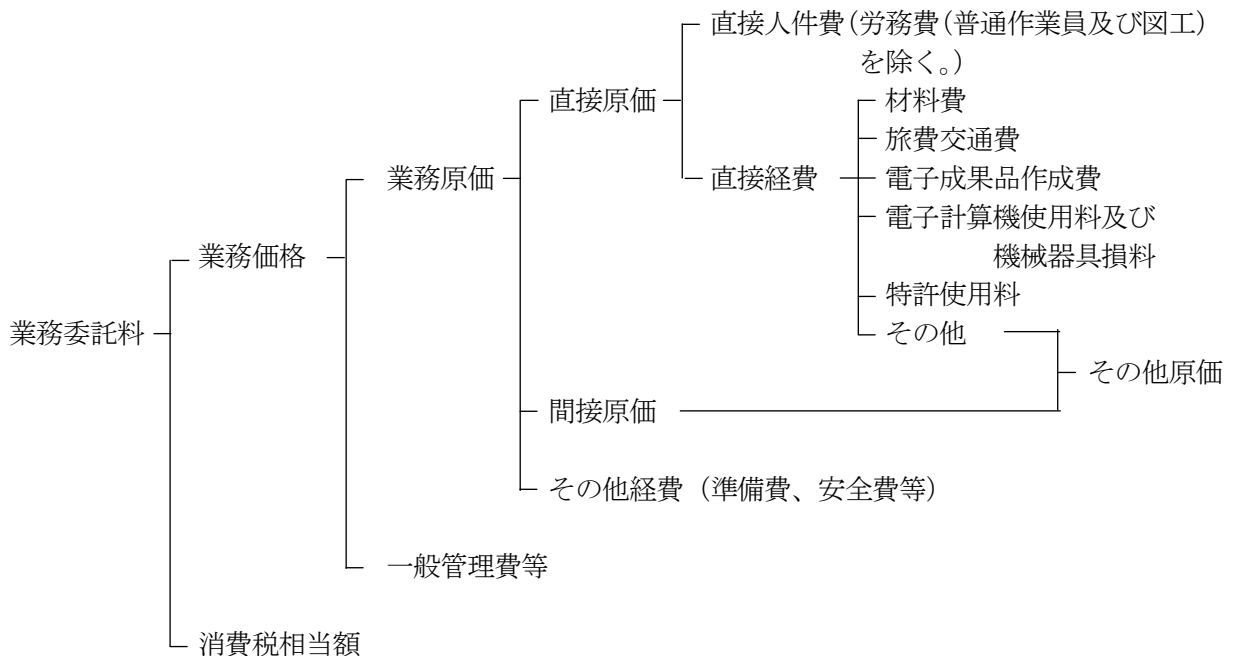 直接人件費(労務費(普通作業員及び図工)
を除く。)
直接原価
材料費
旅費交通費
業務原価
直接経費
電子成果品作成費
電子計算機使用料及び
機械器具損料
業務価格
特許使用料
業務委託料
その他
その他原価
間接原価
その他経費(準備費、安全費等)
一般管理費等
消費税相当額